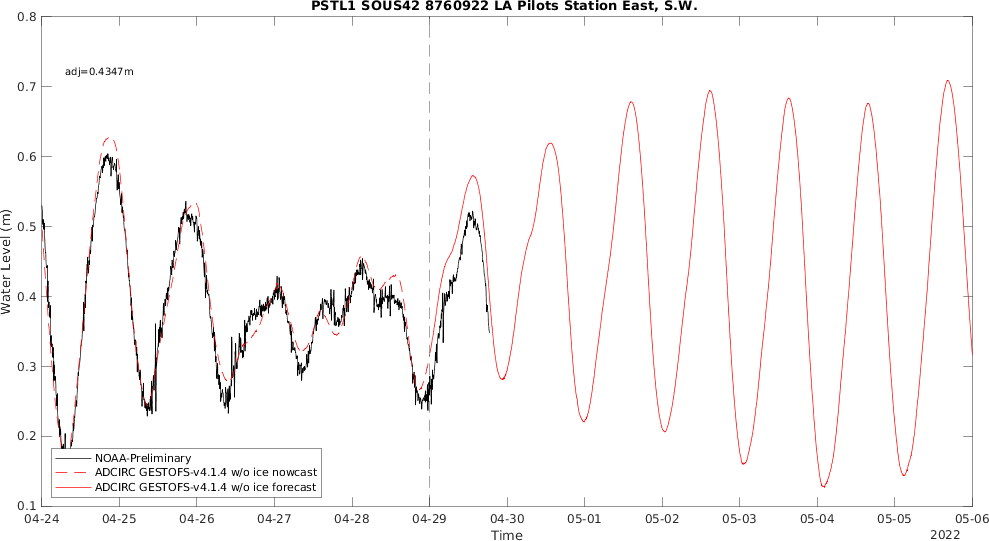 PSTL1 SOUS42 8760922 LA Pilots Station East, S.W.
adj=0.4347m
0.8
0.7
0.6
0.5
0.4
0.3
0.2
0.1
Water Level (m)
NOAA-Preliminary
ADCIRC GESTOFS-v4.1.4 w/o ice nowcast
ADCIRC GESTOFS-v4.1.4 w/o ice forecast
04-24 04-25 04-26 04-27 04-28 04-29 04-30 05-01 05-02 05-03 05-04 05-05 05-06
Time
2022